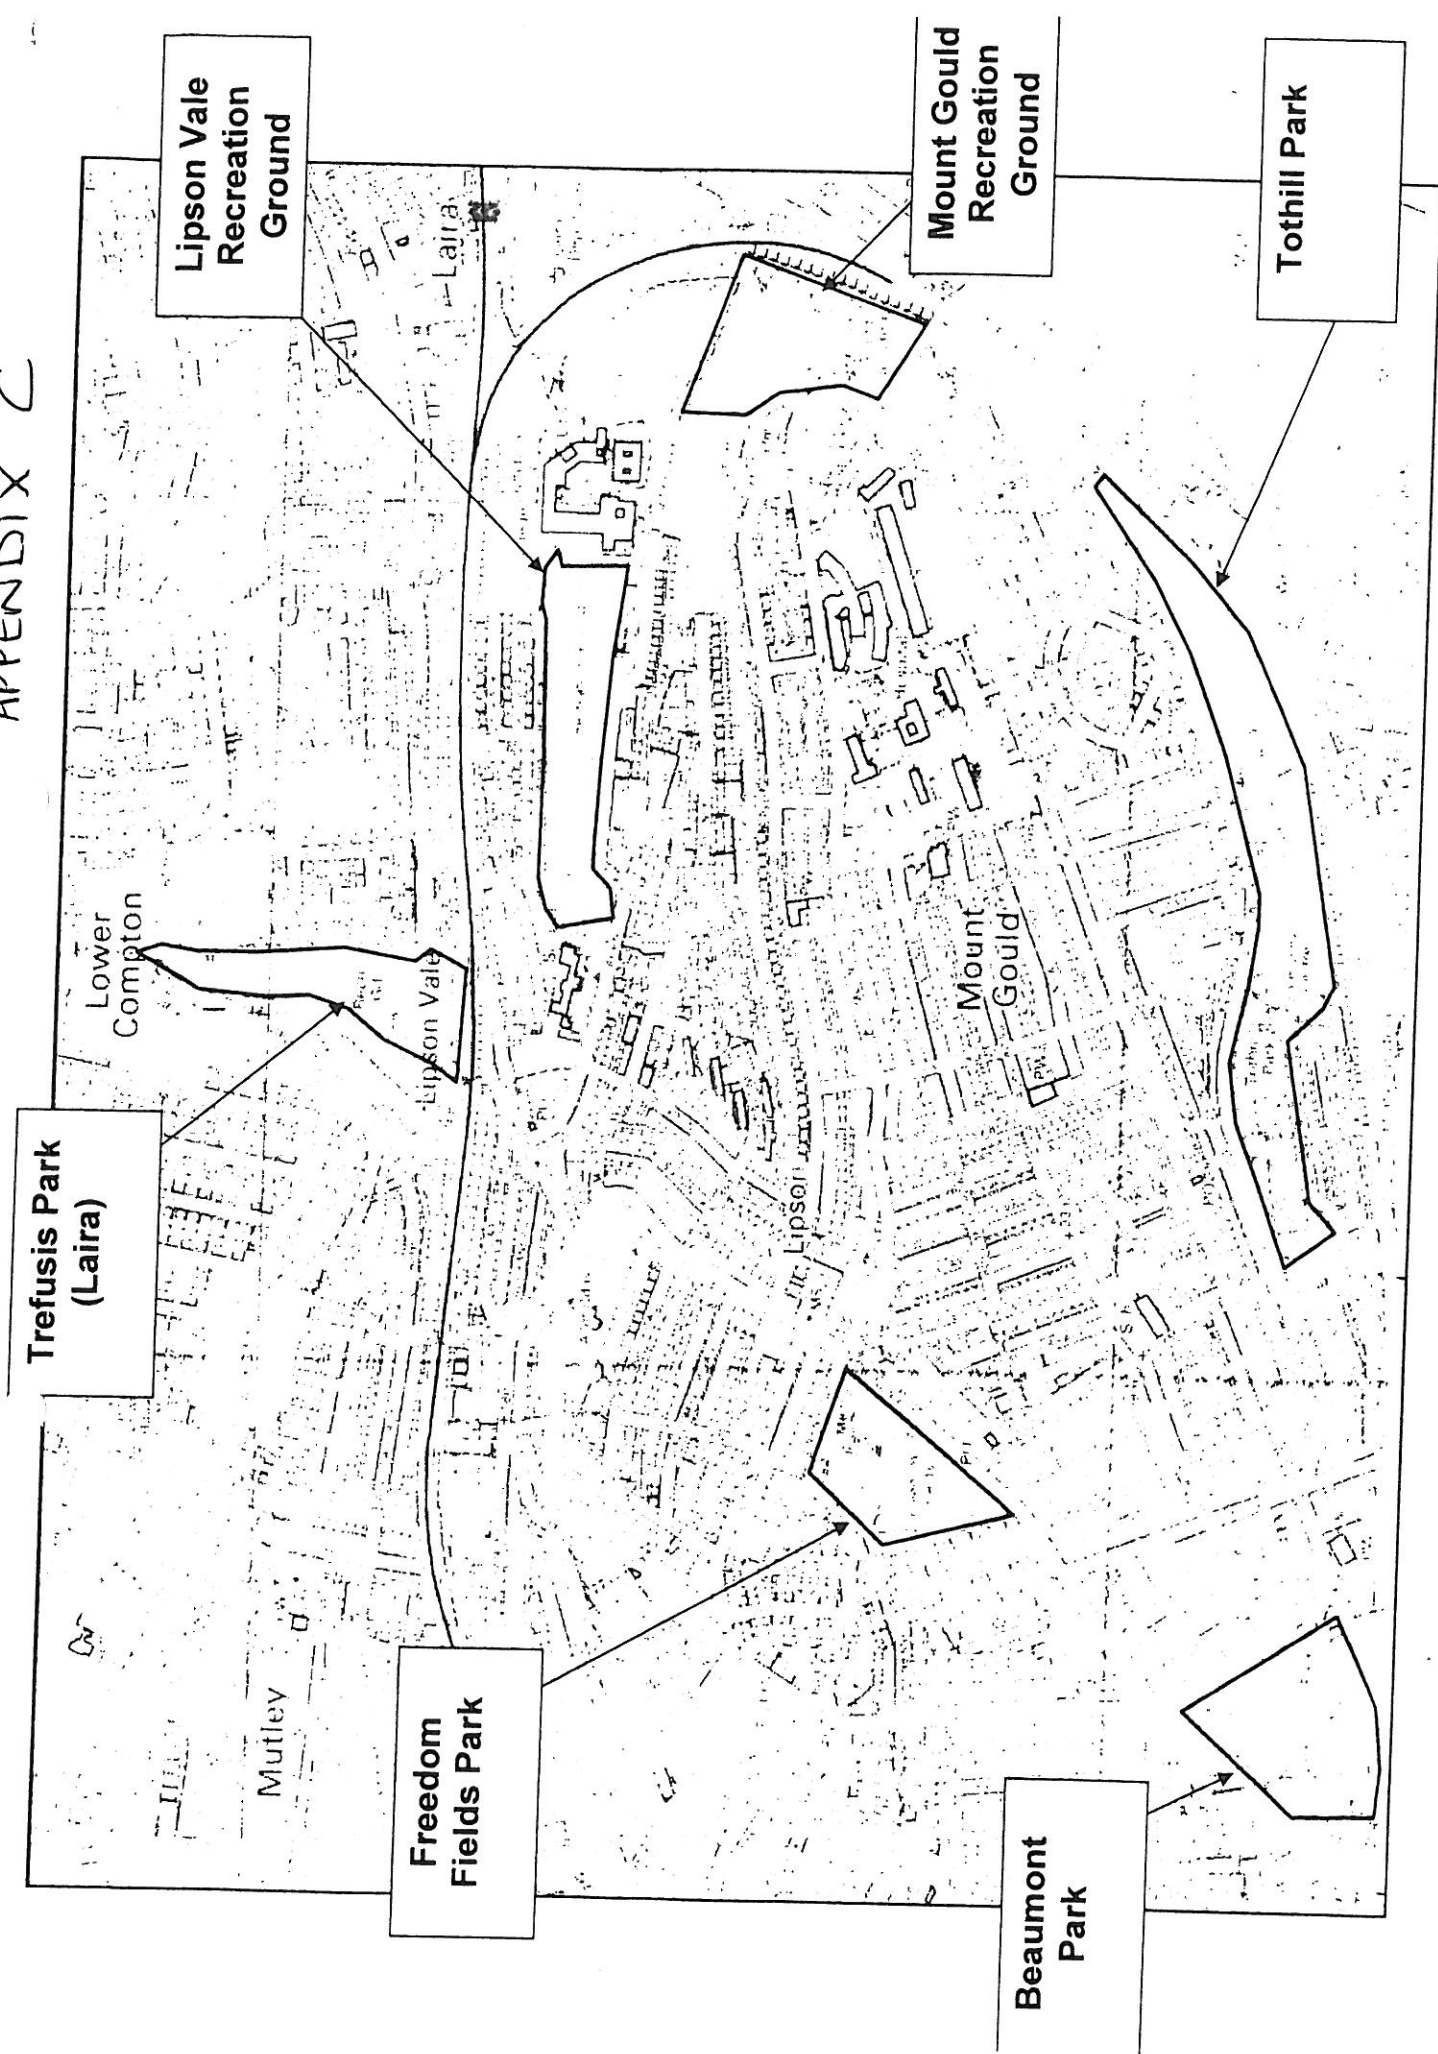 APPENDIX C
Lipson Vale
Recreation
Ground
Mount Gould
Recreation
Ground
Tothill Park
Trefusis Park
(Laira)
Freedom
Fields Park
Beaumont
Park
Lower
Compton
Laira
Lipson Vale
Mutley
Lipson
Mount
Gould